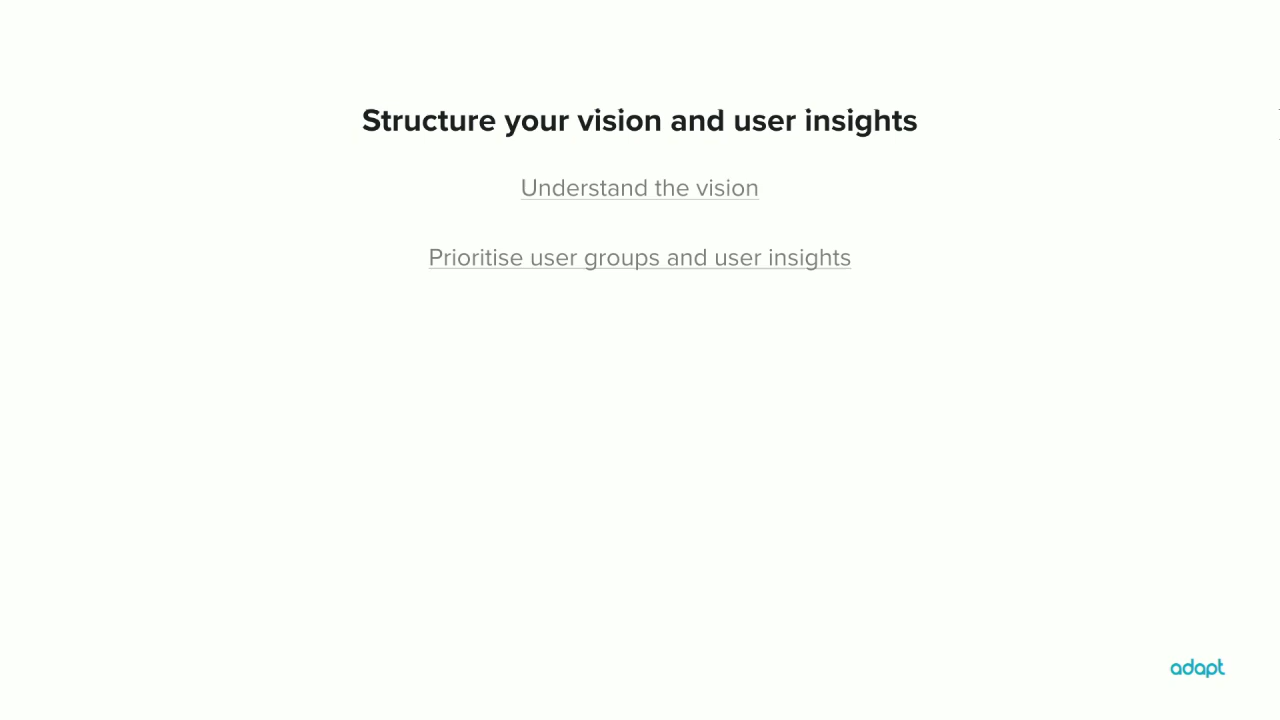 Structure your vision and user insights
Understand the vision
Prioritise user groups and user insights
adapt